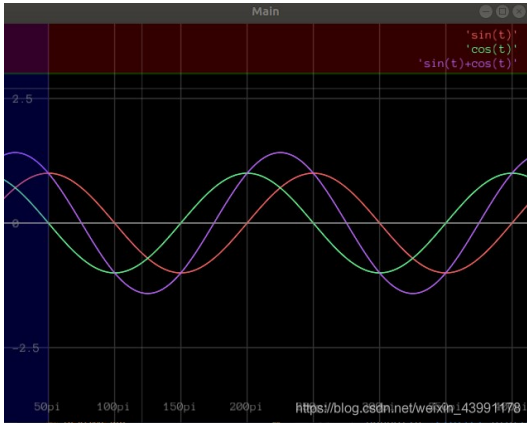 Main
'sin(t)'
'cos(t)'
'sin(t)+cos(t)'
2.5
0
-2.5
50pi 100pi 150pi 200pi
https://blog.csdn.net/weixin_43991178